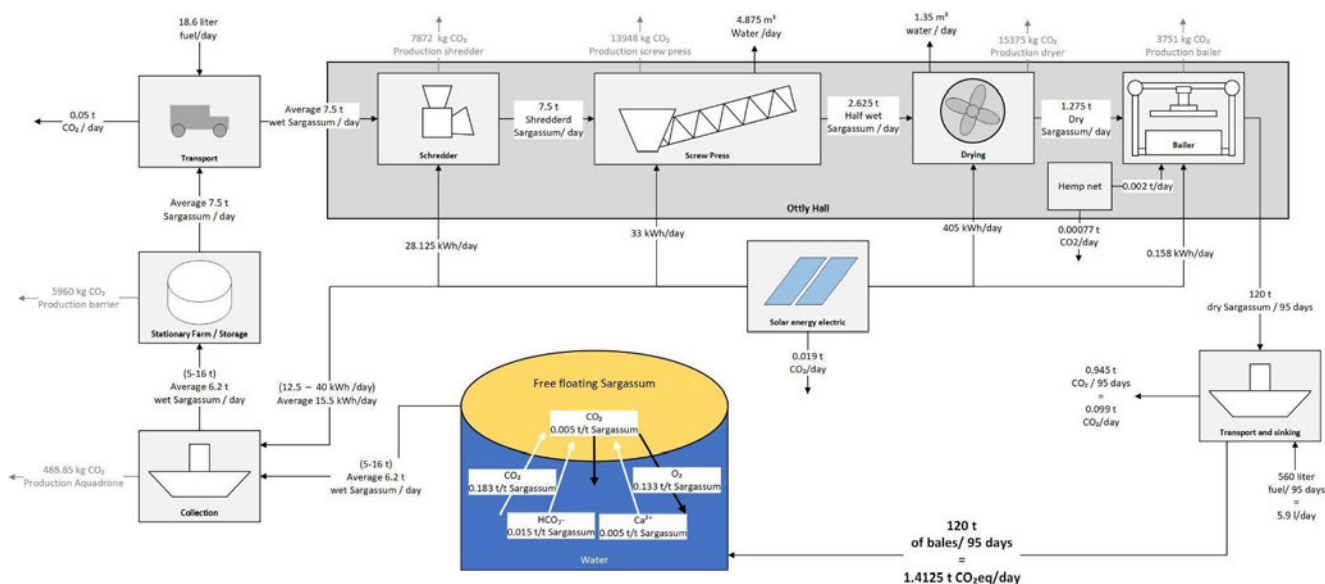 18.6 liter
fuel/day
7872 kg CO₂
Production shredder
13948 kg CO₂
Production screw press
4.875 m³
Water /day
1.35 m³
water / day
15375 kg CO₂
Production dryer
3751 kg CO₂
Production bailer
0.05 t
CO₂ / day
Transport
Average 7.5 t
wet Sargassum / day
Schredder
7.5 t
Shredderd
Sargassum/ day
Screw Press
2.625 t
Half wet
Sargassum / day
Drying
1.275 t
Dry
Sargassum/ day
Bailer
Hemp net
0.002 t/day
Ottly Hall
0.00077 t
CO2/day
Average 7.5 t
Sargassum / day
28.125 kWh/day
33 kWh/day
405 kWh/day
0.158 kWh/day
5960 kg CO₂
Production barrier
Stationary Farm / Storage
Solar energy electric
0.019 t
CO₂/day
120 t
dry Sargassum / 95 days
(5-16 t)
Average 6.2 t
wet Sargassum / day
(12.5 – 40 kWh /day)
Average 15.5 kWh/day
488.85 kg CO₂
Production Aquadrone
Collection
(5-16 t)
Average 6.2 t
wet Sargassum / day
Free floating Sargassum
CO₂
0.005 t/t Sargassum
CO₂
0.183 t/t Sargassum
O₂
0.133 t/t Sargassum
HCO₃-
0.015 t/t Sargassum
Ca²⁺
0.005 t/t Sargassum
Water
0.945 t
CO₂ / 95 days
=
0.099 t
CO₂/day
Transport and sinking
560 liter
fuel/ 95 days
=
5.9 l/day
120 t
of bales/ 95 days
=
1.4125 t CO₂eq/day